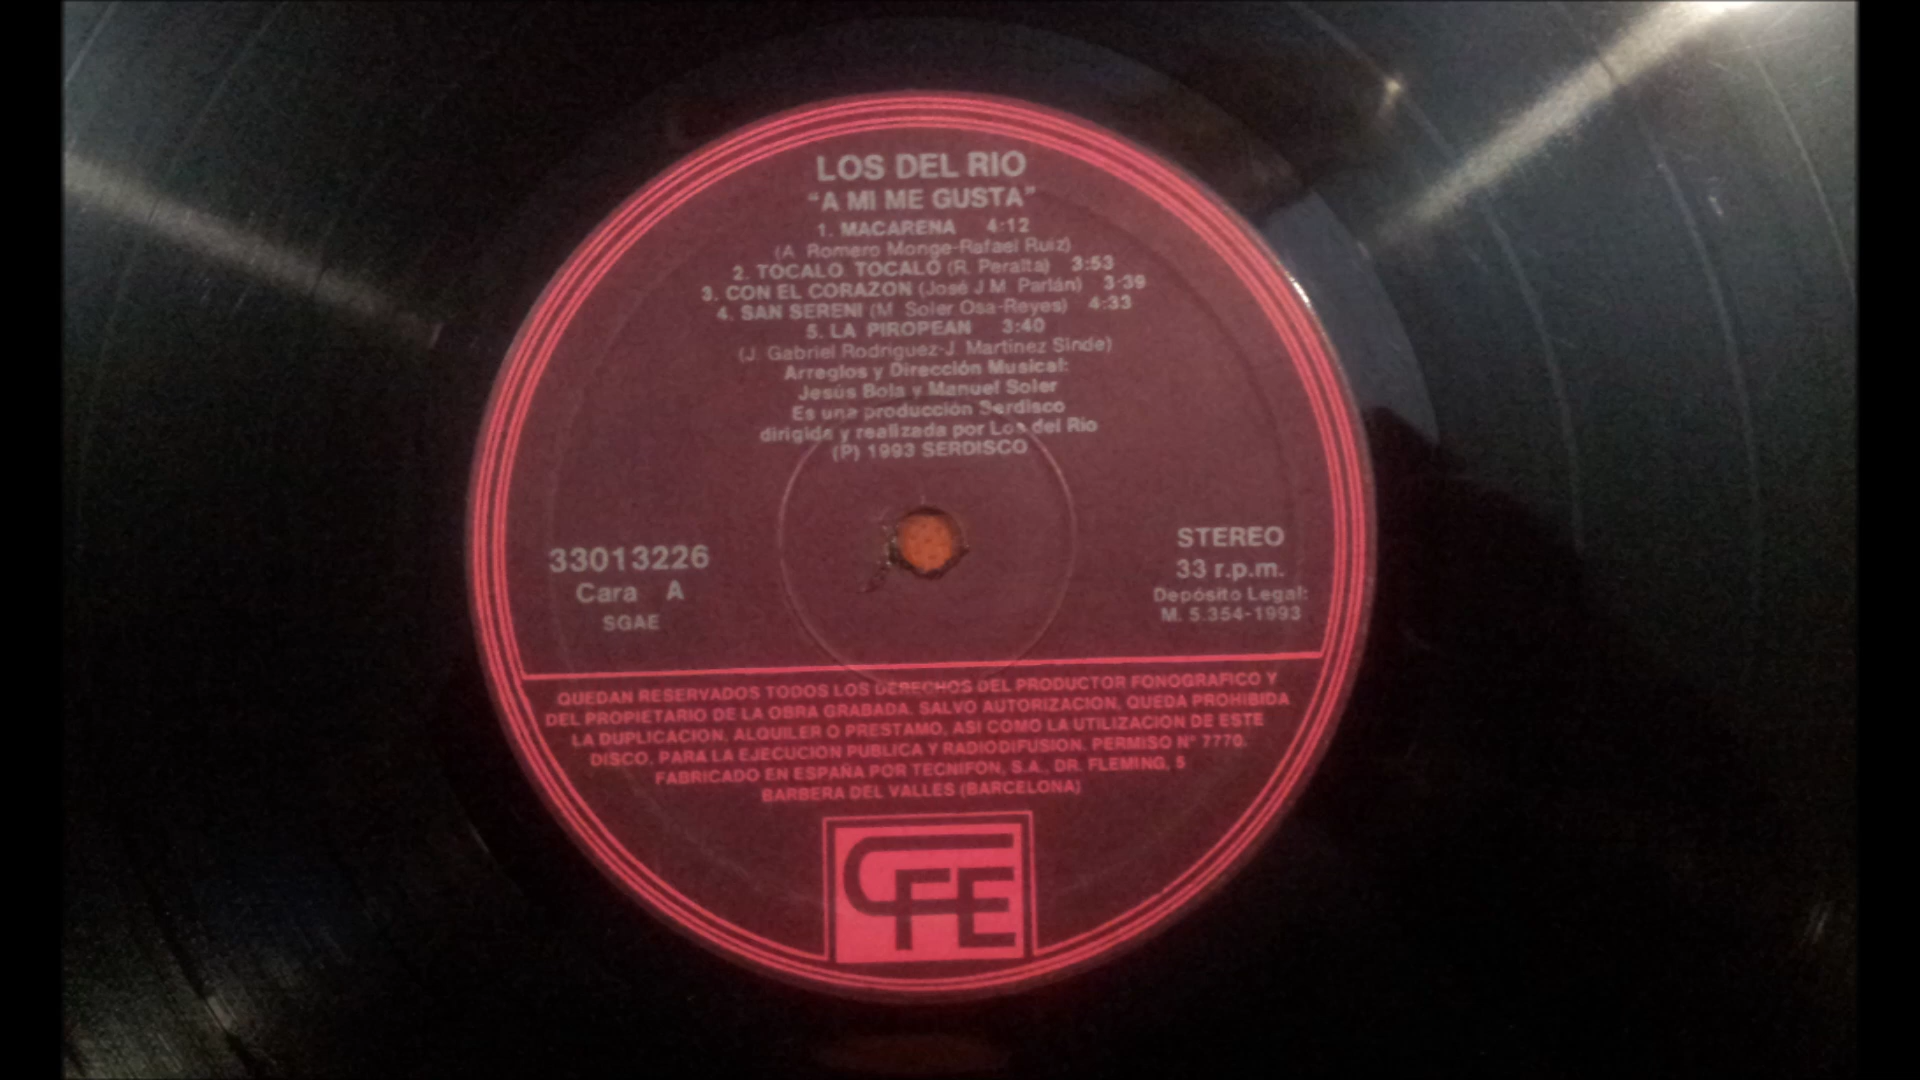 LOS DEL RIO
"A MI ME GUSTA"
1. MACARENA 4:12
(A. Romero Monge-Rafael Ruiz)
2. TOCALO TOCALO (R. Peralta) 3:53
3. CON EL CORAZON (José J.M. Parlán) 3:39
4. SAN SERENI (M. Soler Osa-Reyes) 4:33
5. LA PIROPEAN 3:40
(J. Gabriel Rodríguez-J. Martínez Sinde)
Arreglos y Dirección Musical:
Jesús Bola y Manuel Soler
Es una producción Serdisco
dirigida y realizada por Los del Río
(P) 1993 SERDISCO
33013226
Cara A
SGAE
STEREO
33 r.p.m.
Depósito Legal:
M. 5.354-1993
QUEDAN RESERVADOS TODOS LOS DERECHOS DEL PRODUCTOR FONOGRAFICO Y
DEL PROPIETARIO DE LA OBRA GRABADA. SALVO AUTORIZACION, QUEDA PROHIBIDA
LA DUPLICACION, ALQUILER O PRESTAMO, ASI COMO LA UTILIZACION DE ESTE
DISCO, PARA LA EJECUCION PUBLICA Y RADIODIFUSION. PERMISO Nº 7770.
FABRICADO EN ESPAÑA POR TECNIFON, S.A., DR. FLEMING, 5
BARBERA DEL VALLES (BARCELONA)
CFE